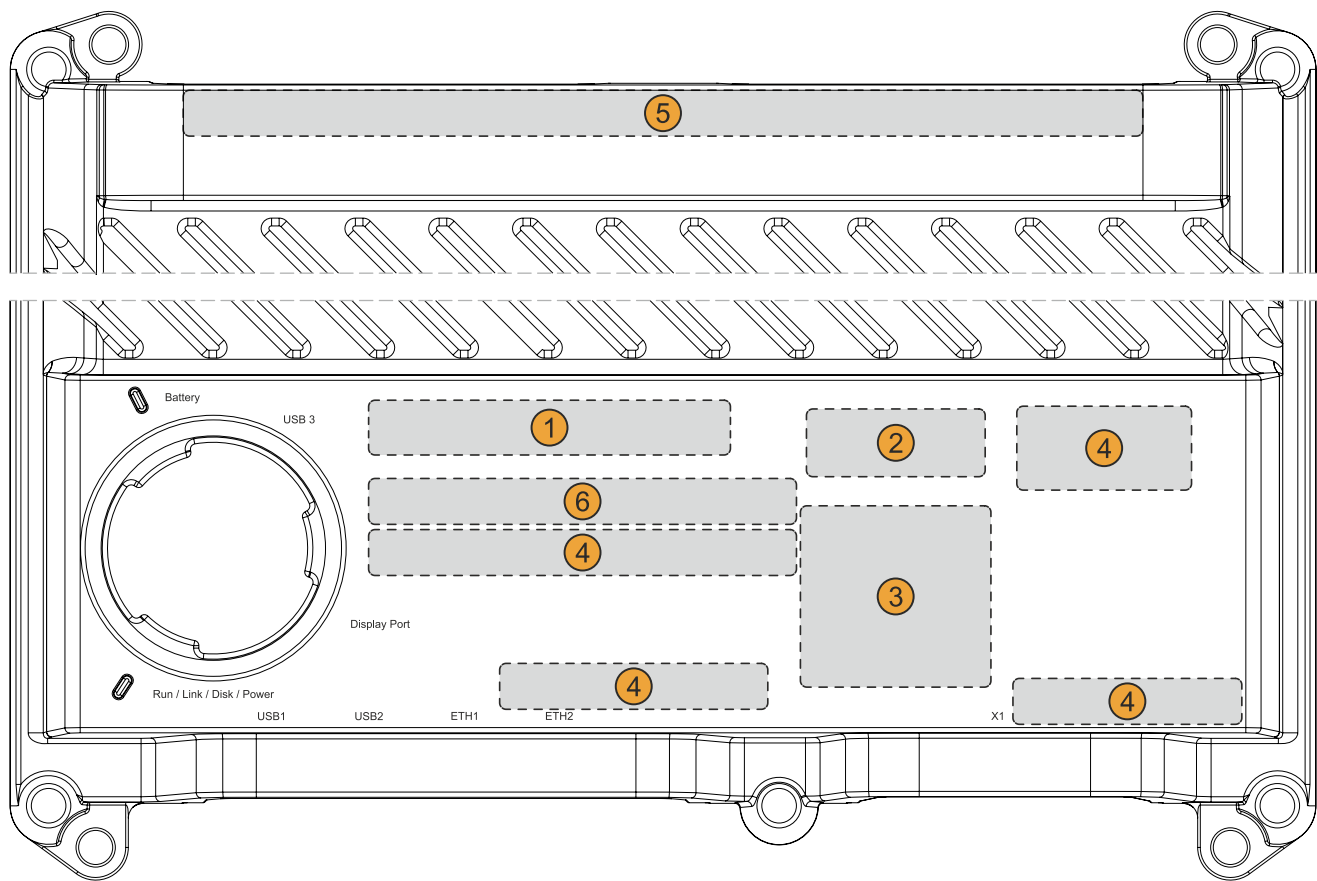 5
Battery
USB 3
1
2
4
6
4
3
Display Port
4
Run / Link / Disk / Power
4
USB1
USB2
ETH1
ETH2
X1